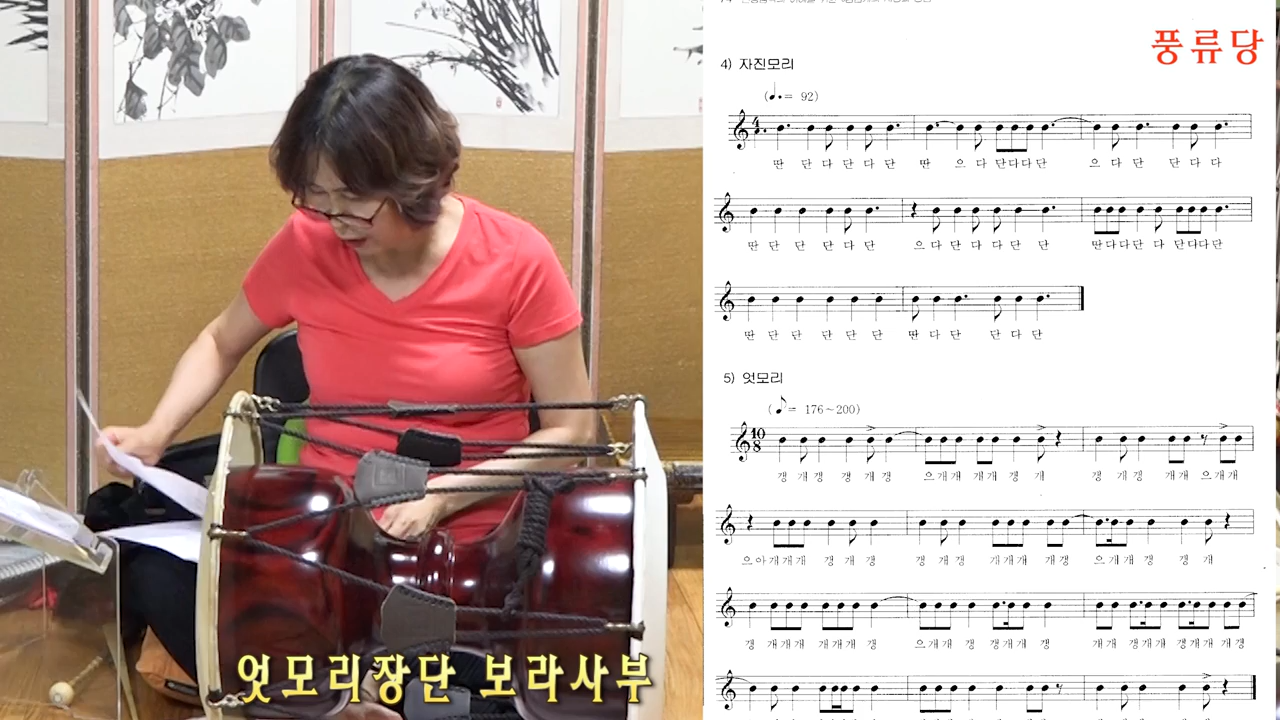 풍류당
4) 자진모리
(♩.= 92)
딴 단 다 단 다 단 딴 으 다 단다다 단 으 다 단 단 다 다
딴 단 단 단 다 단 으 다 단 다 다 단 단 딴 다 다 단 다 단다다 단
딴 단 단 단 단 단 딴 다 단 단 다 단
5) 엇모리
(♪= 176~200)
10
8
갱 개 갱 갱 개 갱 으 개 개 개 개 갱 개 갱 개 갱 개 개 으 개 개
으 아 개 개 개 갱 개 갱 갱 개 갱 개 개 개 개 갱 으 개 개 갱 갱 개
갱 개 개 개 개 개 개 갱 으 개 개 갱 갱 개 개 갱 개 개 갱 개 개 갱 개 개 개 갱
엇모리장단 보라사부